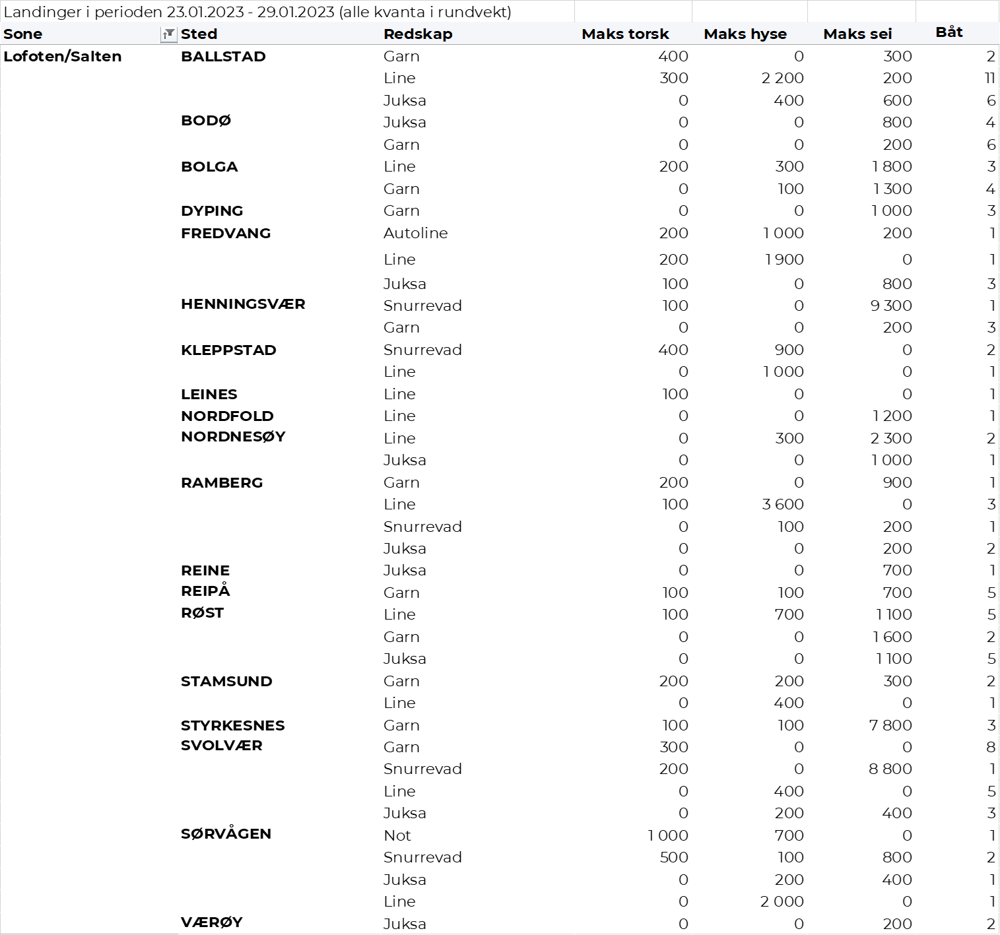 Landinger i perioden 23.01.2023 - 29.01.2023 (alle kvanta i rundvekt)
Sone Sted Redskap Maks torsk Maks hyse Maks sei Båt
Lofoten/Salten BALLSTAD Garn 400 0 300 2
Line 300 2 200 200 11
Juksa 0 400 600 6
BODØ Juksa 0 0 800 4
Garn 0 0 200 6
BOLGA Line 200 300 1 800 3
Garn 0 100 1 300 4
DYPING Garn 0 0 1 000 3
FREDVANG Autoline 200 1 000 200 1
Line 200 1 900 0 1
Juksa 100 0 800 3
HENNINGSVÆR Snurrevad 100 0 9 300 1
Garn 0 0 200 3
KLEPPSTAD Snurrevad 400 900 0 2
Line 0 1 000 0 1
LEINES Line 100 0 0 1
NORDFOLD Line 0 0 1 200 1
NORDNESØY Line 0 300 2 300 2
Juksa 0 0 1 000 1
RAMBERG Garn 200 0 900 1
Line 100 3 600 0 3
Snurrevad 0 100 200 1
Juksa 0 0 200 2
REINE Juksa 0 0 700 1
REIPÅ Garn 100 100 700 5
RØST Line 100 700 1 100 5
Garn 0 0 1 600 2
Juksa 0 0 1 100 5
STAMSUND Garn 200 200 300 2
Line 0 400 0 1
STYRKESNES Garn 100 100 7 800 3
SVOLVÆR Garn 300 0 0 8
Snurrevad 200 0 8 800 1
Line 0 400 0 5
Juksa 0 200 400 3
SØRVÅGEN Not 1 000 700 0 1
Snurrevad 500 100 800 2
Juksa 0 200 400 1
Line 0 2 000 0 1
VÆRØY Juksa 0 0 200 2